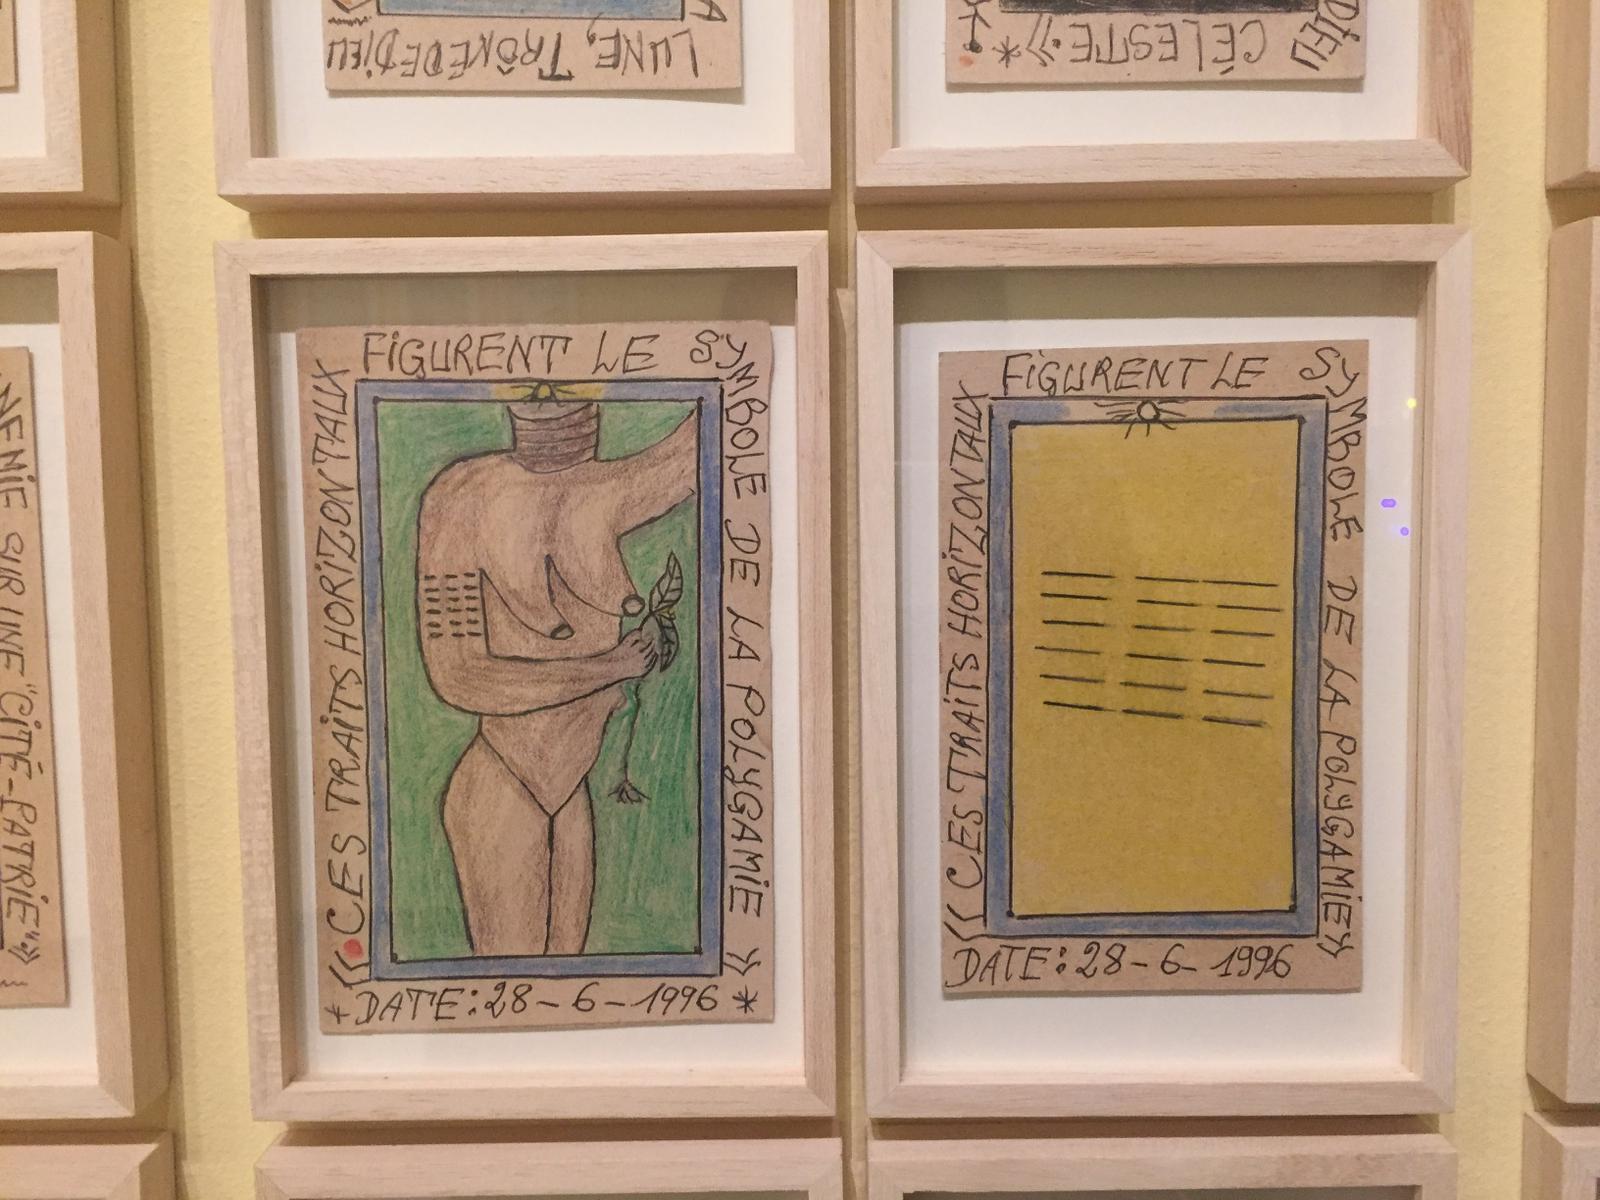 A
LUNE, TRÔNE DE DIEU
DIEU
CÉLESTE.»*
NENIE SUR UNE "CITÉ-PATRIE"»
«CES TRAITS HORIZONTAUX
FIGURENT LE
SYMBOLE DE LA POLYGAMIE»
* DATE: 28-6-1996 *
«CES TRAITS HORIZONTAUX
FIGURENT LE
SYMBOLE DE LA POLYGAMIE»
DATE: 28-6-1996